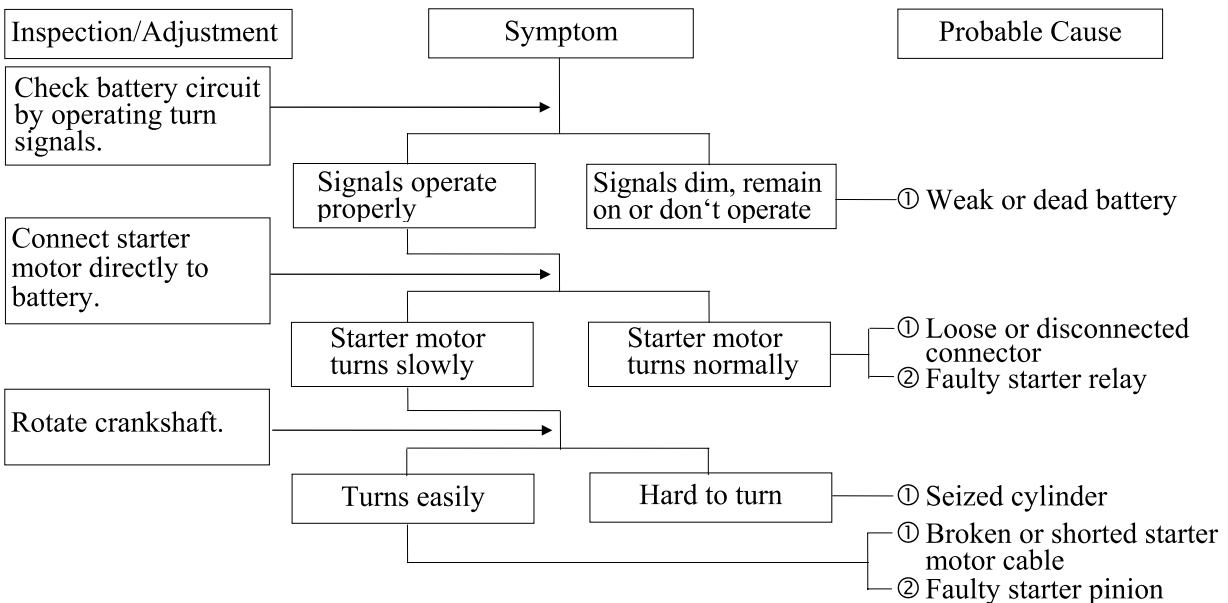 Inspection/Adjustment
Symptom
Probable Cause
Check battery circuit
by operating turn
signals.
Signals operate
properly
Signals dim, remain
on or don‘t operate
① Weak or dead battery
Connect starter
motor directly to
battery.
Starter motor
turns slowly
Starter motor
turns normally
① Loose or disconnected
connector
② Faulty starter relay
Rotate crankshaft.
Turns easily
Hard to turn
① Seized cylinder
① Broken or shorted starter
motor cable
② Faulty starter pinion